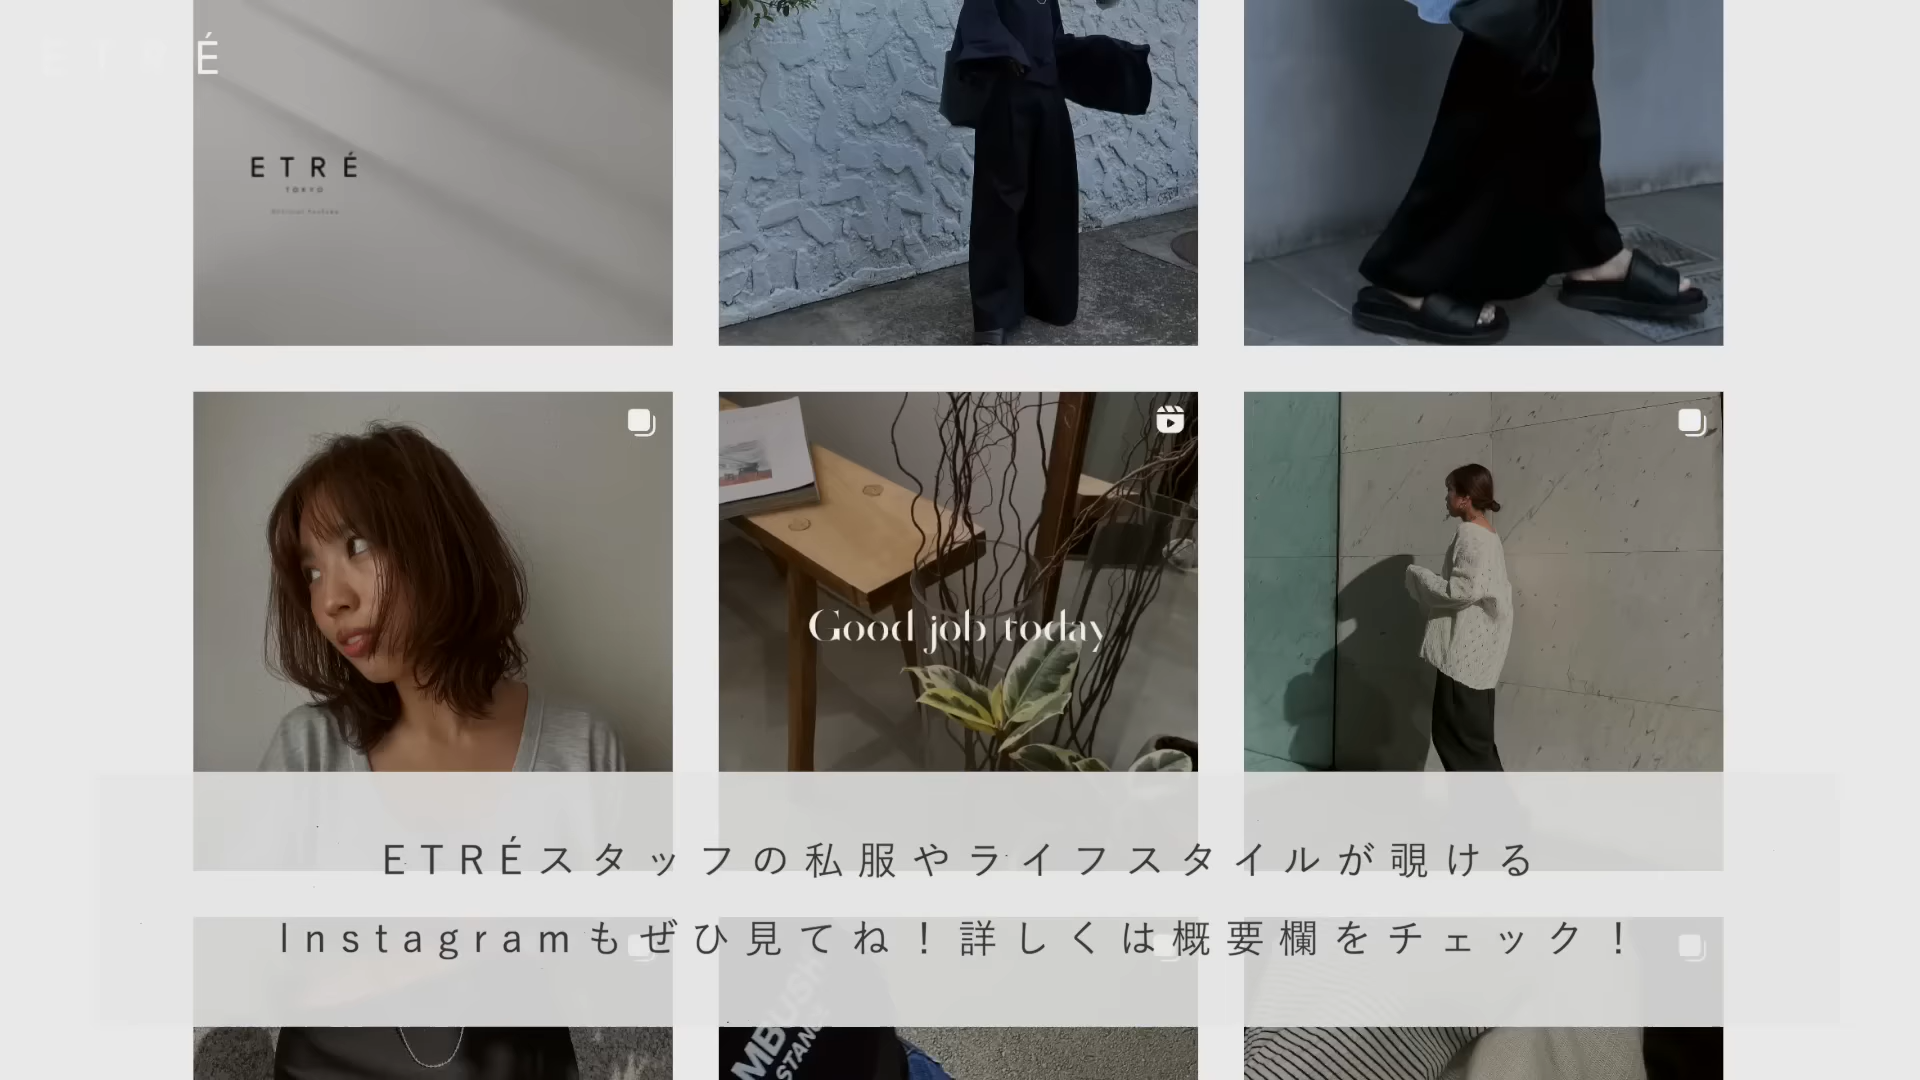 ETRÉ
ETRÉ
TOKYO
Good job today
ETRÉスタッフの私服やライフスタイルが覗ける
Instagramもぜひ見てね！詳しくは概要欄をチェック！
MBUSH
STANCE